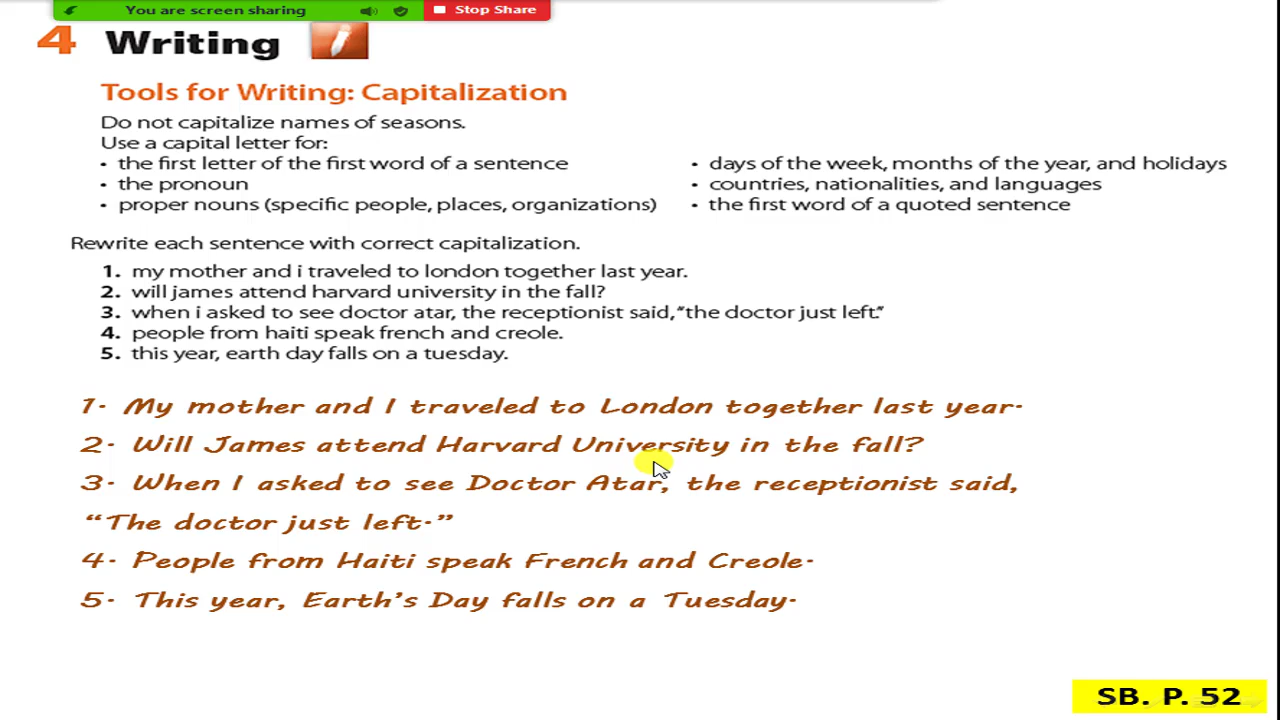 You are screen sharing Stop Share
4 Writing
Tools for Writing: Capitalization
Do not capitalize names of seasons.
Use a capital letter for:
• the first letter of the first word of a sentence
• the pronoun
• proper nouns (specific people, places, organizations)
• days of the week, months of the year, and holidays
• countries, nationalities, and languages
• the first word of a quoted sentence
Rewrite each sentence with correct capitalization.
1. my mother and i traveled to london together last year.
2. will james attend harvard university in the fall?
3. when i asked to see doctor atar, the receptionist said, “the doctor just left.”
4. people from haiti speak french and creole.
5. this year, earth day falls on a tuesday.
1. My mother and I traveled to London together last year.
2. Will James attend Harvard University in the fall?
3. When I asked to see Doctor Atar, the receptionist said,
“The doctor just left.”
4. People from Haiti speak French and Creole.
5. This year, Earth’s Day falls on a Tuesday.
SB. P. 52